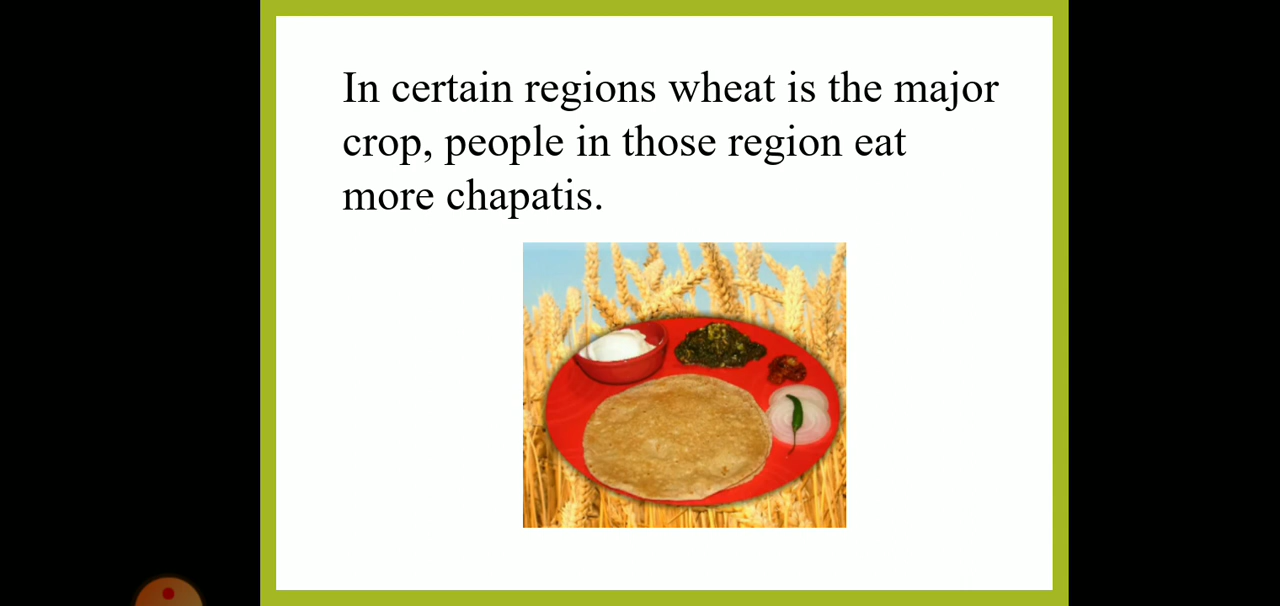 In certain regions wheat is the major
crop, people in those region eat
more chapatis.